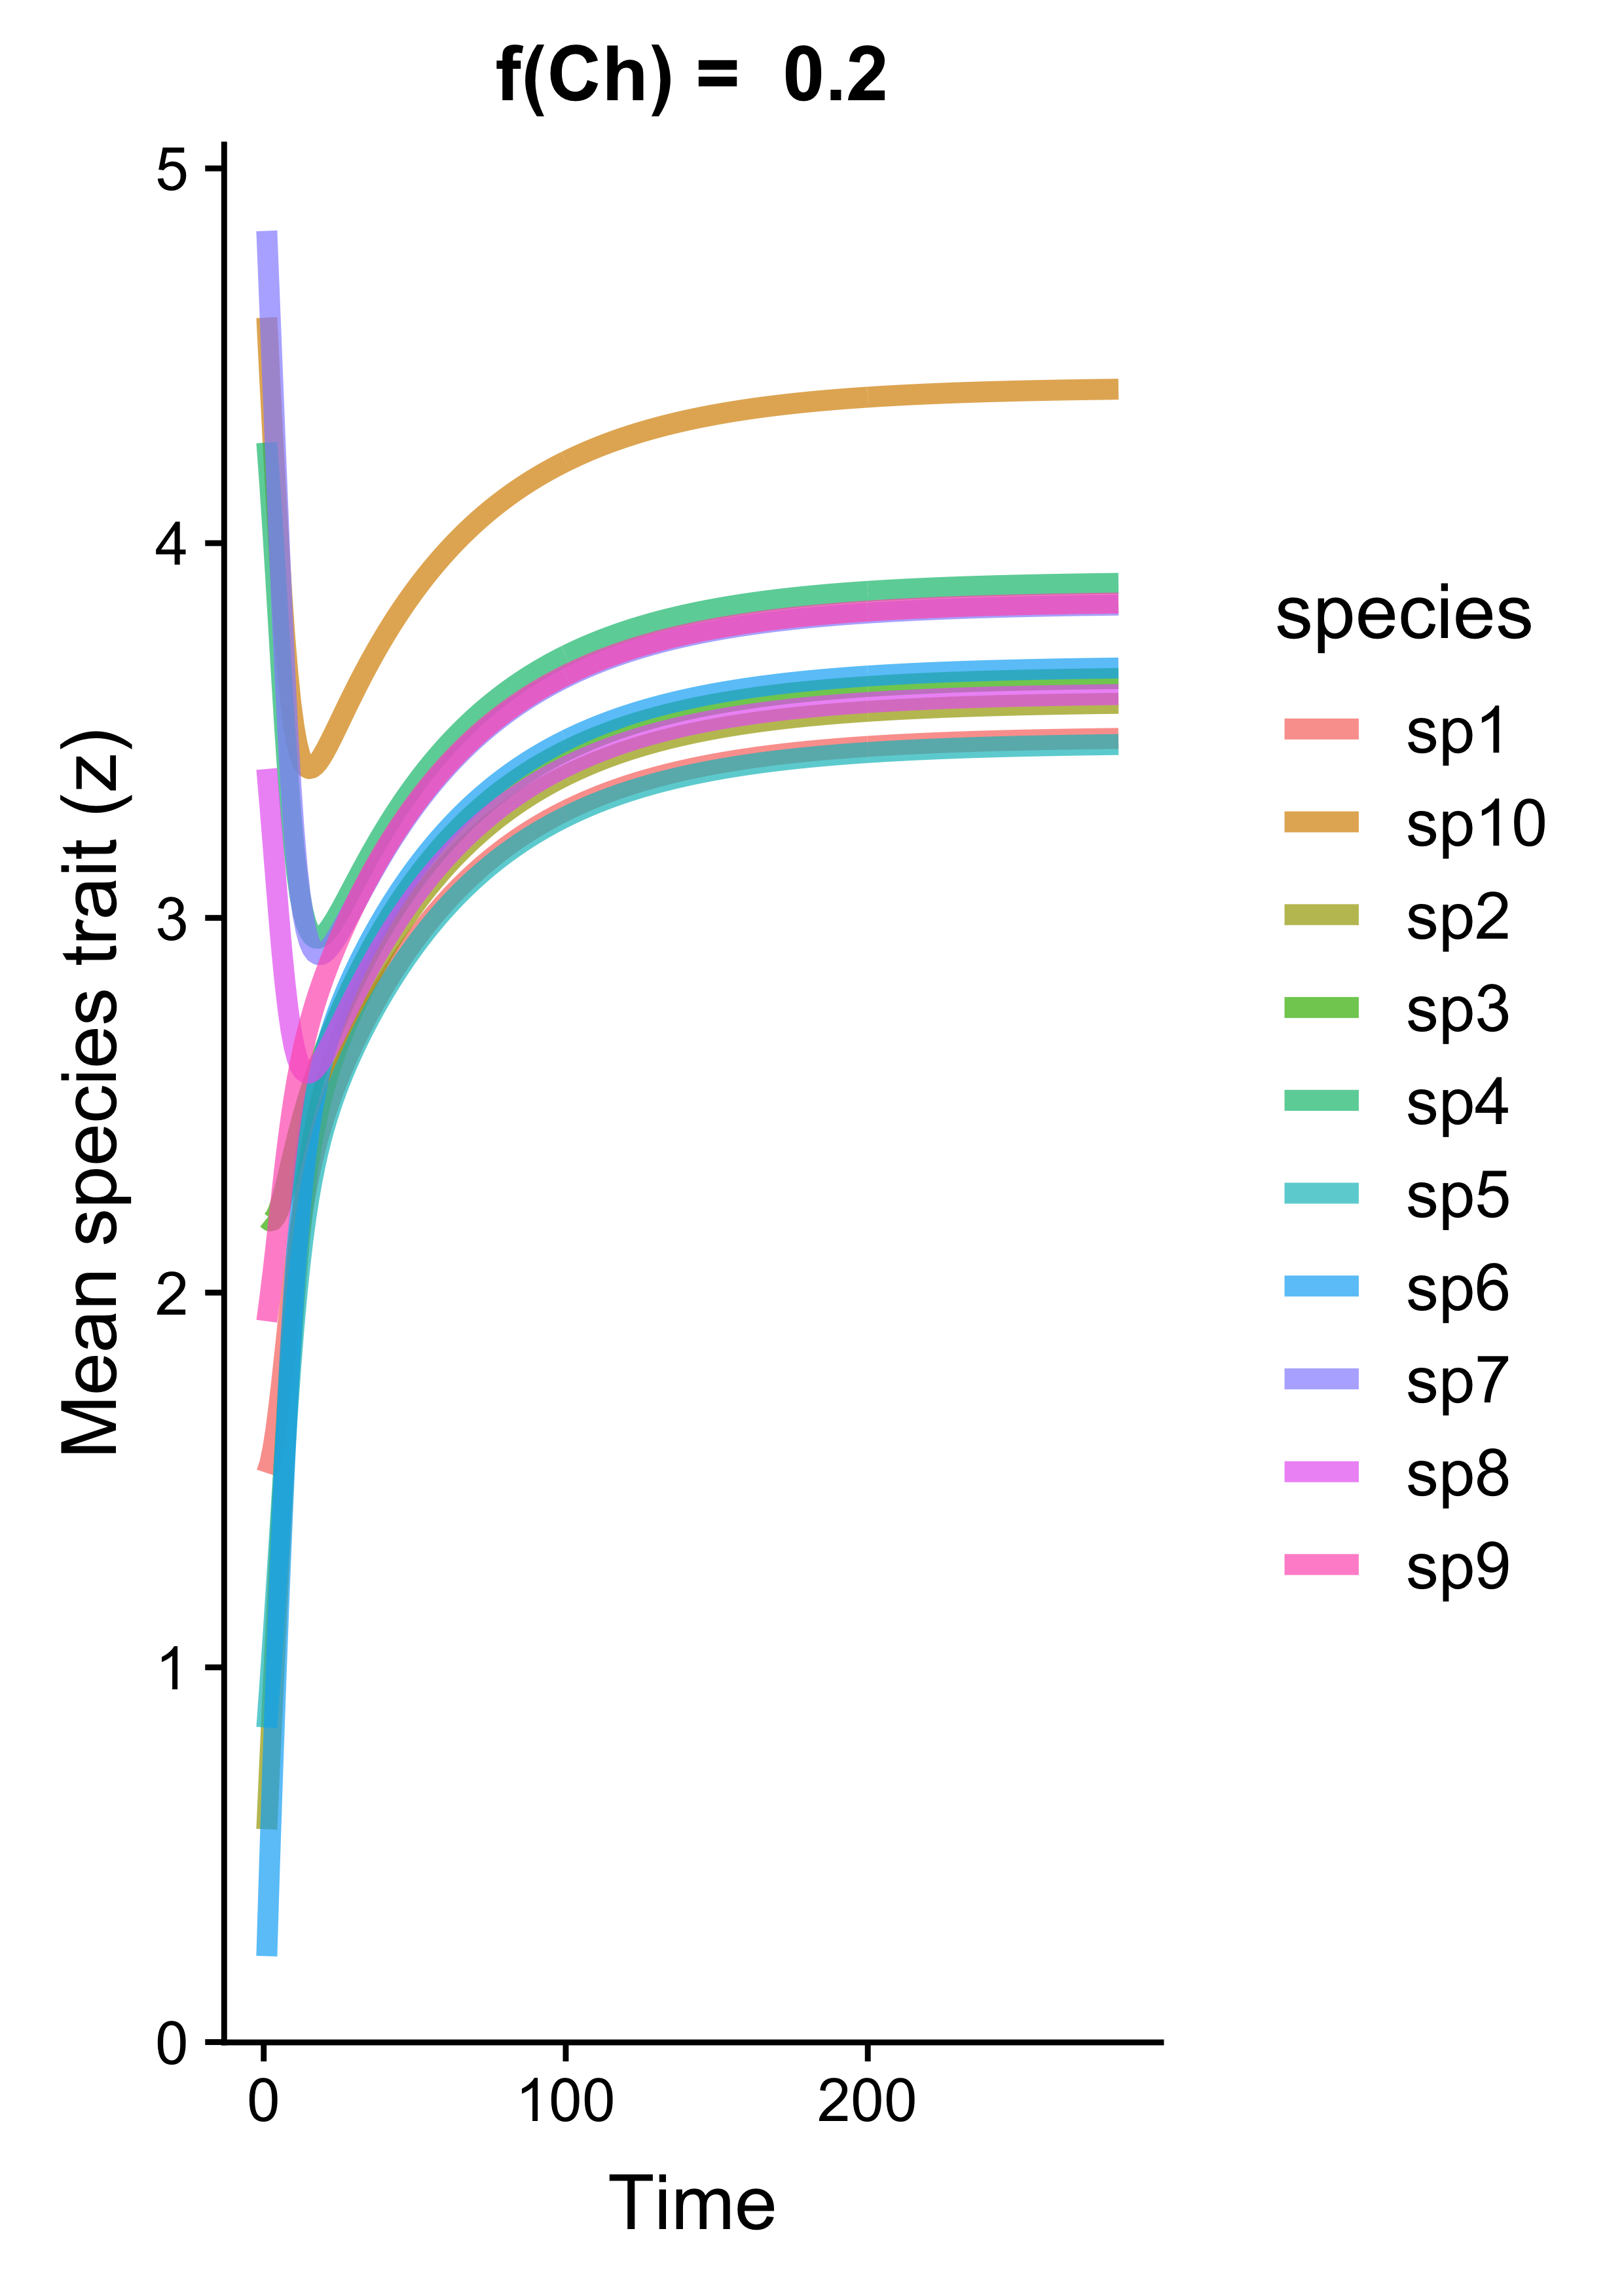 f(Ch) =  0.2
Mean species trait (z)
5
4
3
2
1
0
0 100 200
Time
species
sp1
sp10
sp2
sp3
sp4
sp5
sp6
sp7
sp8
sp9